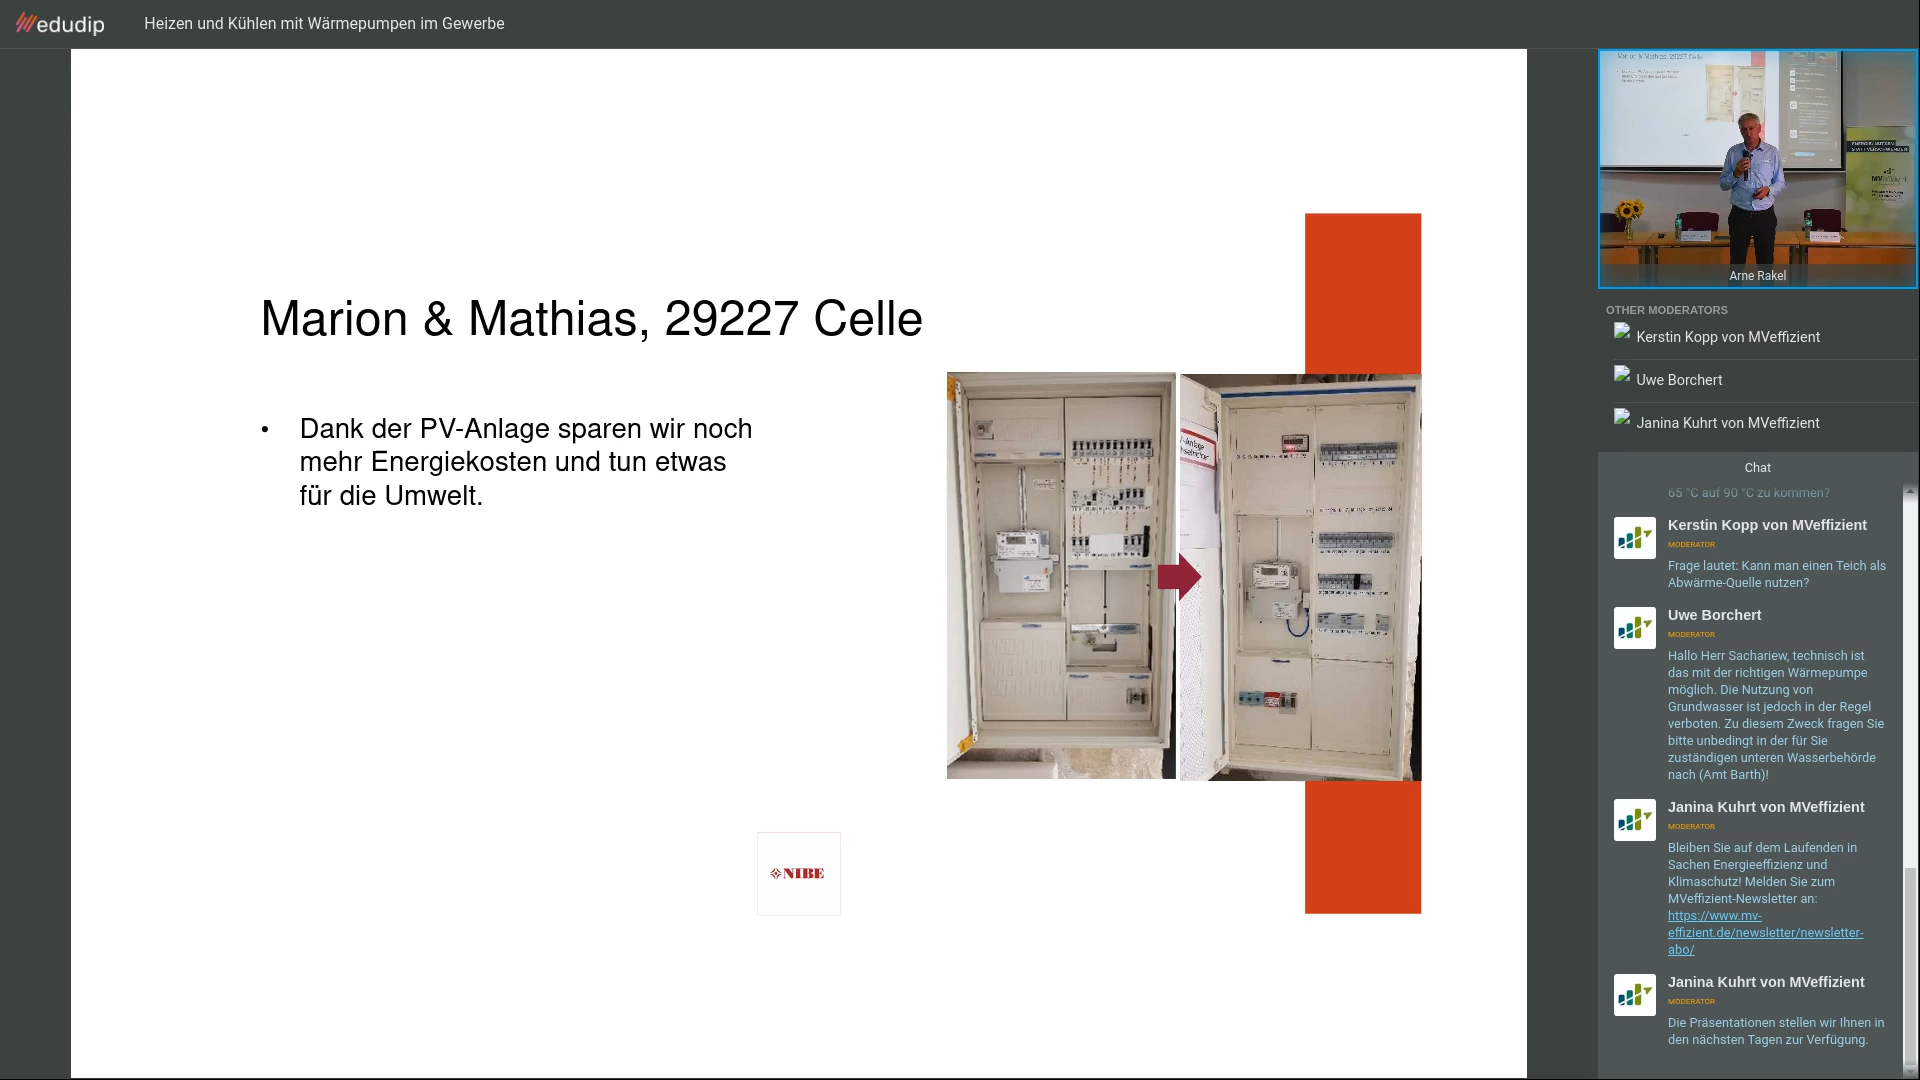 edudip
Heizen und Kühlen mit Wärmepumpen im Gewerbe
Marion & Mathias, 29227 Celle
• Dank der PV-Anlage sparen wir noch
mehr Energiekosten und tun etwas
für die Umwelt.
NIBE
Marion & Mathias, 29227 Celle
Arne Rakel
OTHER MODERATORS
Kerstin Kopp von MVeffizient
Uwe Borchert
Janina Kuhrt von MVeffizient
Chat
65 °C auf 90 °C zu kommen?
Kerstin Kopp von MVeffizient
MODERATOR
Frage lautet: Kann man einen Teich als
Abwärme-Quelle nutzen?
Uwe Borchert
MODERATOR
Hallo Herr Sachariew, technisch ist
das mit der richtigen Wärmepumpe
möglich. Die Nutzung von
Grundwasser ist jedoch in der Regel
verboten. Zu diesem Zweck fragen Sie
bitte unbedingt in der für Sie
zuständigen unteren Wasserbehörde
nach (Amt Barth)!
Janina Kuhrt von MVeffizient
MODERATOR
Bleiben Sie auf dem Laufenden in
Sachen Energieeffizienz und
Klimaschutz! Melden Sie zum
MVeffizient-Newsletter an:
https://www.mv-
effizient.de/newsletter/newsletter-
abo/
Janina Kuhrt von MVeffizient
MODERATOR
Die Präsentationen stellen wir Ihnen in
den nächsten Tagen zur Verfügung.